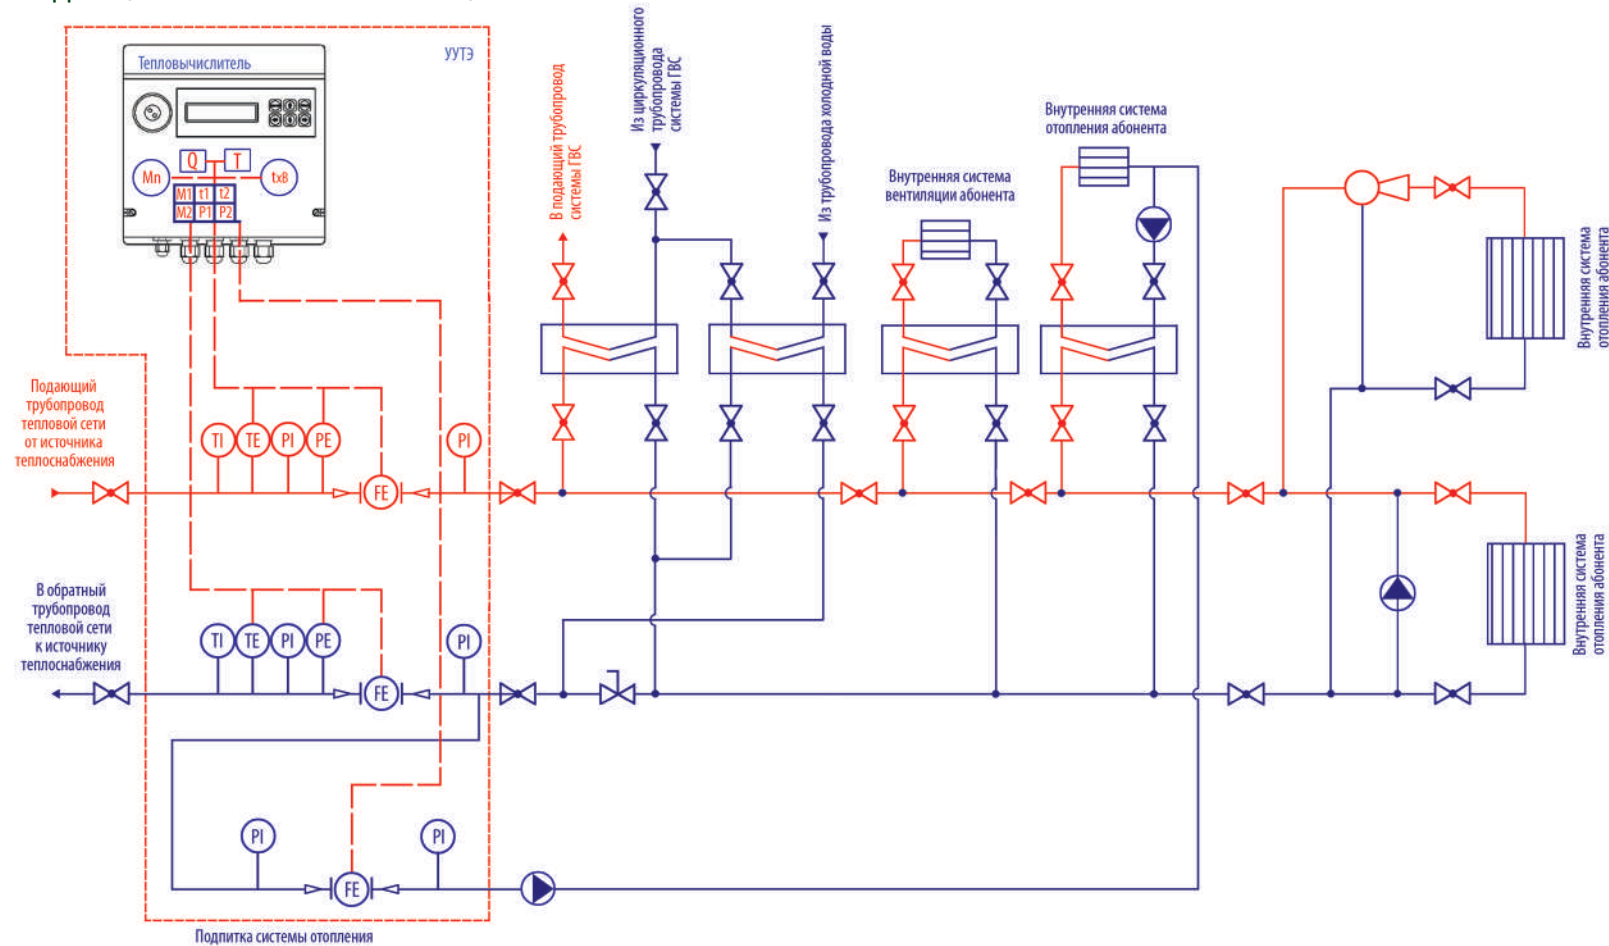 УУТЭ
Тепловычислитель
Q T
Mn
tхв
M1 t1 t2
M2 P1 P2
В подающий трубопровод
системы ГВС
Из циркуляционного
трубопровода
системы ГВС
Из трубопровода холодной воды
Внутренняя система
вентиляции абонента
Внутренняя система
отопления абонента
Внутренняя система
отопления абонента
Подающий
трубопровод
тепловой сети
от источника
теплоснабжения
TI TE PI PE
PI
FE
Внутренняя система
отопления абонента
В обратный
трубопровод
тепловой сети
к источнику
теплоснабжения
TI TE PI PE
PI
FE
PI
PI
FE
Подпитка системы отопления